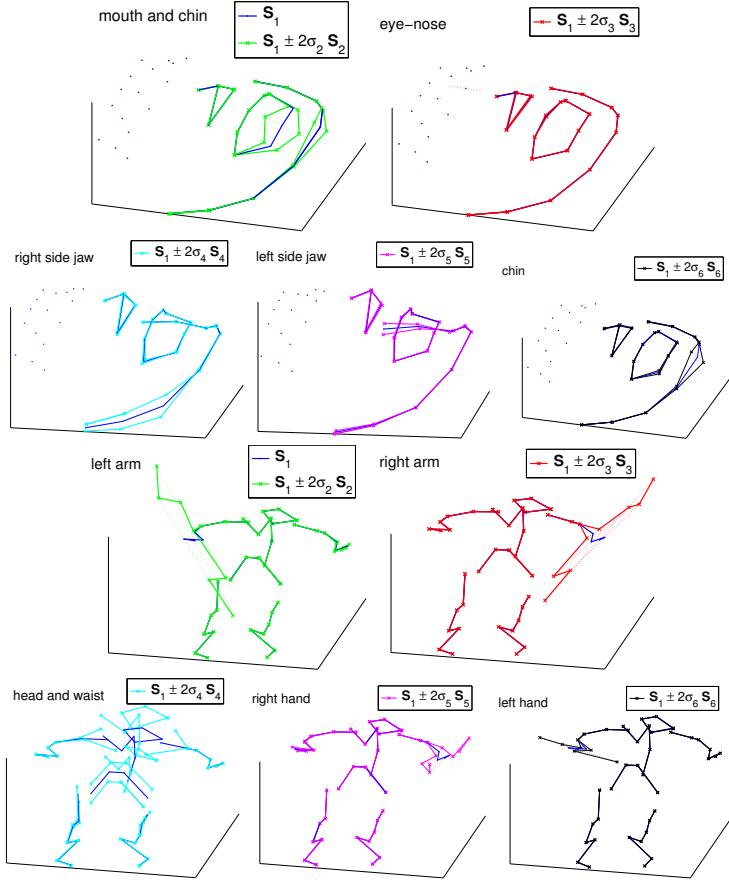 mouth and chin
S1
S1 ± 2σ2 S2
eye−nose
S1 ± 2σ3 S3
right side jaw
S1 ± 2σ4 S4
left side jaw
S1 ± 2σ5 S5
chin
S1 ± 2σ6 S6
left arm
S1
S1 ± 2σ2 S2
right arm
S1 ± 2σ3 S3
head and waist
S1 ± 2σ4 S4
right hand
S1 ± 2σ5 S5
left hand
S1 ± 2σ6 S6